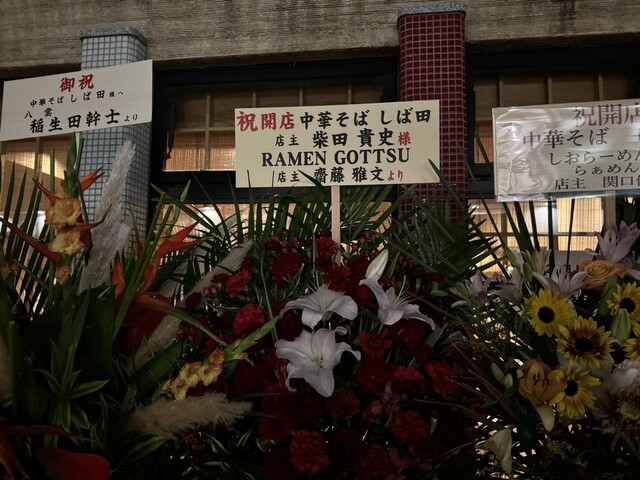 御祝
中華そば しば田 様へ
八雲
稲生田幹士 より
祝開店 中華そば しば田
店主 柴田 貴史 様
RAMEN GOTTSU
店主 齋藤 雅文 より
祝開店
中華そば
しおらーめん
らぁめん
店主 関口